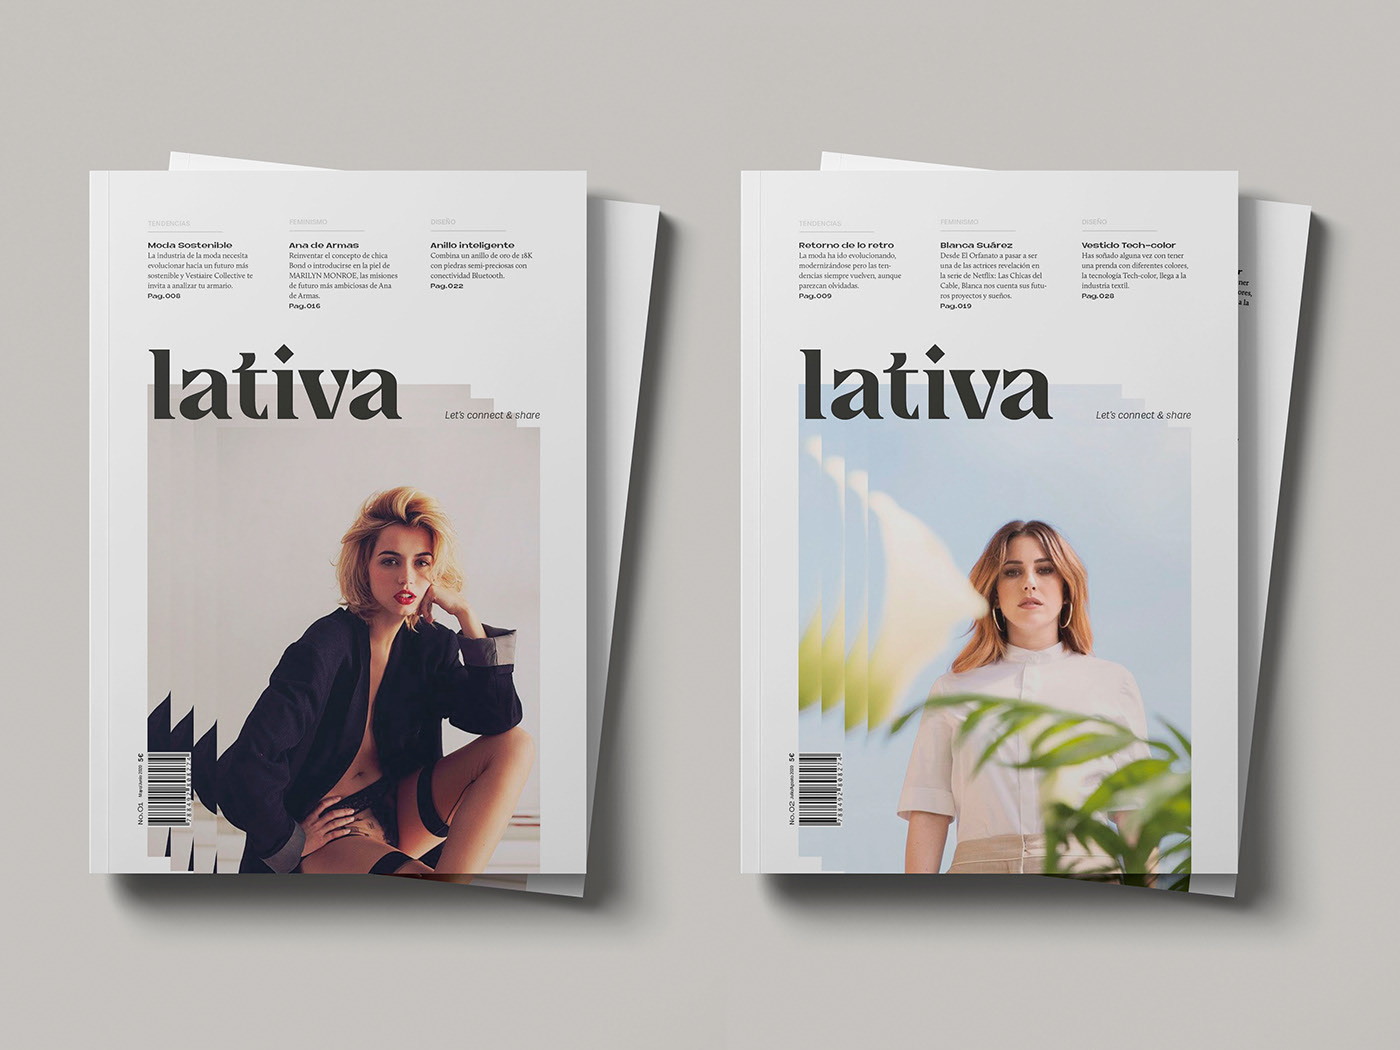 TENDENCIAS
Moda Sostenible
La industria de la moda necesita
evolucionar hacia un futuro más
sostenible y Vestiaire Collective te
invita a analizar tu armario.
Pag.008
FEMINISMO
Ana de Armas
Reinventar el concepto de chica
Bond o introducirse en la piel de
MARILYN MONROE, las misiones
de futuro más ambiciosas de Ana
de Armas.
Pag.016
DISEÑO
Anillo inteligente
Combina un anillo de oro de 18K
con piedras semi-preciosas con
conectividad Bluetooth.
Pag.022
lativa
Let's connect & share
No.01 Mayo/Junio 2020 5€
TENDENCIAS
Retorno de lo retro
La moda ha ido evolucionando,
modernizándose pero las ten-
dencias siempre vuelven, aunque
parezcan olvidadas.
Pag.009
FEMINISMO
Blanca Suárez
Desde El Orfanato a pasar a ser
una de las actrices revelación en
la serie de Netflix: Las Chicas del
Cable, Blanca nos cuenta sus futu-
ros proyectos y sueños.
Pag.019
DISEÑO
Vestido Tech-color
Has soñado alguna vez con tener
una prenda con diferentes colores,
la tecnología Tech-color, llega a la
industria textil.
Pag.028
lativa
Let's connect & share
No.02 Julio/Agosto 2020 5€